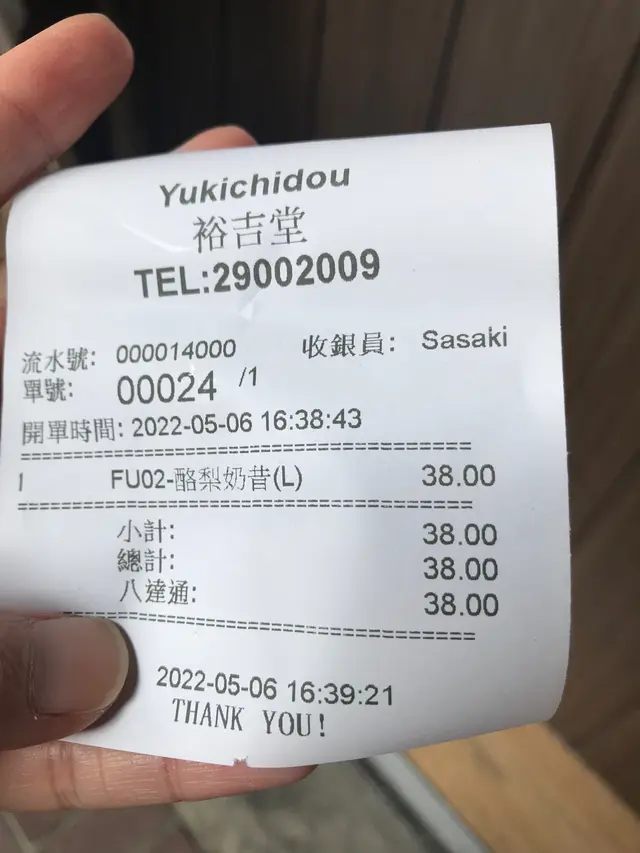 Yukichidou
裕吉堂
TEL:29002009
流水號: 000014000 收銀員: Sasaki
單號: 00024 /1
開單時間: 2022-05-06 16:38:43
==================================================
1 FU02-酪梨奶昔(L) 38.00
==================================================
小計: 38.00
總計: 38.00
八達通: 38.00
==================================================
2022-05-06 16:39:21
THANK YOU!